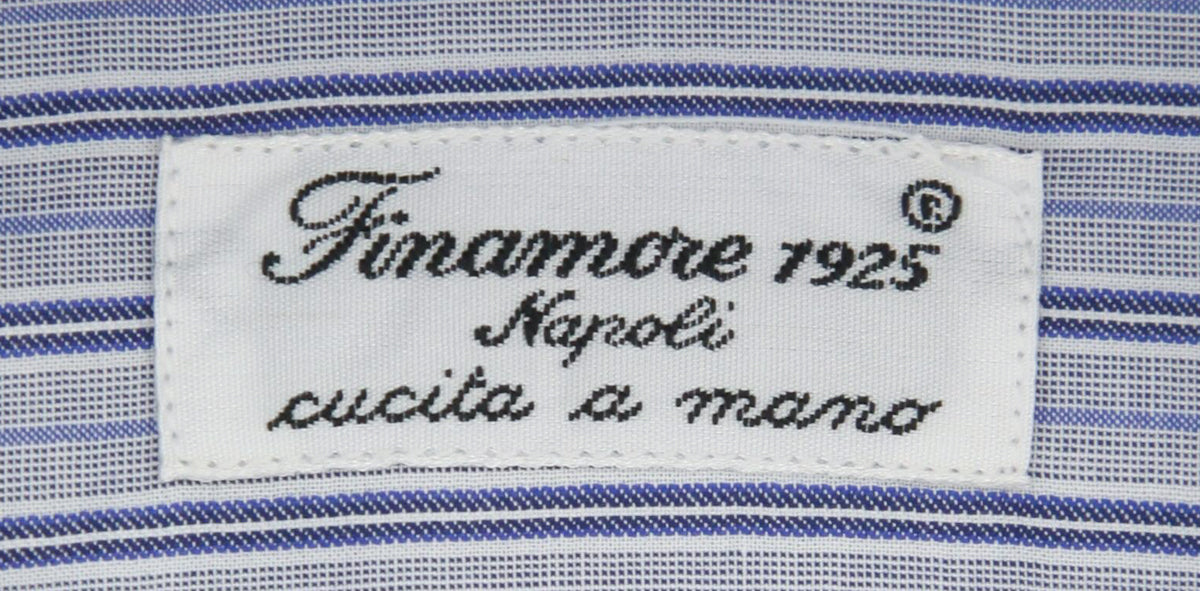 Finamore 1925®
Napoli
cucita a mano